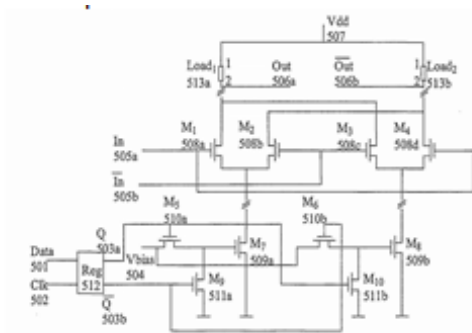 Vdd
507
Load1 1 Out Out 1 Load2
513a 2 506a 506b 2 513b
M1 M2 M3 M4
In 508a 508b 508c 508d
505a
In
505b
M5 M6
Q 510a 510b
Data 503a M7 M8
501 Vbias 509a 509b
Reg 504 M9 M10
Clk 512 511a 511b
502 Q
503b